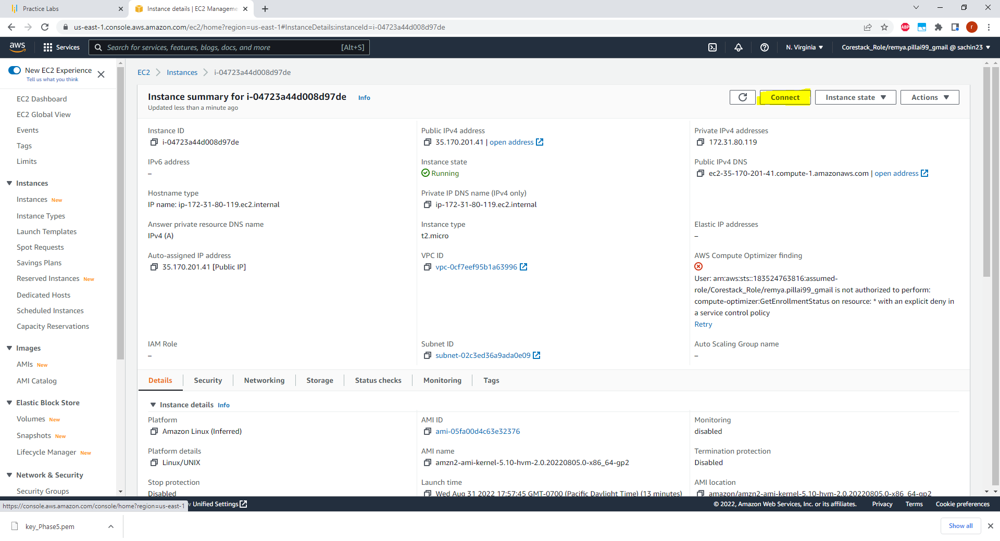 Practice Labs
Instance details | EC2 Manageme
us-east-1.console.aws.amazon.com/ec2/home?region=us-east-1#InstanceDetails:instanceId=i-04723a44d008d97de
ABP
r
aws
Services
Search for services, features, blogs, docs, and more
[Alt+S]
N. Virginia
Corestack_Role/remya.pillai99_gmail @ sachin23
New EC2 Experience
Tell us what you think
EC2 Dashboard
EC2 Global View
Events
Tags
Limits
Instances
Instances New
Instance Types
Launch Templates
Spot Requests
Savings Plans
Reserved Instances New
Dedicated Hosts
Scheduled Instances
Capacity Reservations
Images
AMIs New
AMI Catalog
Elastic Block Store
Volumes New
Snapshots New
Lifecycle Manager New
Network & Security
Security Groups
EC2
Instances
i-04723a44d008d97de
Instance summary for i-04723a44d008d97de
Info
Updated less than a minute ago
Connect
Instance state
Actions
Instance ID
i-04723a44d008d97de
Public IPv4 address
35.170.201.41 | open address
Private IPv4 addresses
172.31.80.119
IPv6 address
–
Instance state
Running
Public IPv4 DNS
ec2-35-170-201-41.compute-1.amazonaws.com | open address
Hostname type
IP name: ip-172-31-80-119.ec2.internal
Private IP DNS name (IPv4 only)
ip-172-31-80-119.ec2.internal
Answer private resource DNS name
IPv4 (A)
Instance type
t2.micro
Elastic IP addresses
–
Auto-assigned IP address
35.170.201.41 [Public IP]
VPC ID
vpc-0cf7eef95b1a63996
AWS Compute Optimizer finding
User: arn:aws:sts::183524763816:assumed-
role/Corestack_Role/remya.pillai99_gmail is not authorized to perform:
compute-optimizer:GetEnrollmentStatus on resource: * with an explicit deny in
a service control policy
Retry
IAM Role
–
Subnet ID
subnet-02c3ed36a9ada0e09
Auto Scaling Group name
–
Details
Security
Networking
Storage
Status checks
Monitoring
Tags
Instance details Info
Platform
Amazon Linux (Inferred)
AMI ID
ami-05fa00d4c63e32376
Monitoring
disabled
Platform details
Linux/UNIX
AMI name
amzn2-ami-kernel-5.10-hvm-2.0.20220805.0-x86_64-gp2
Termination protection
Disabled
Stop protection
Disabled
Launch time
Wed Aug 31 2022 17:57:45 GMT-0700 (Pacific Daylight Time) (13 minutes)
AMI location
amazon/amzn2-ami-kernel-5.10-hvm-2.0.20220805.0-x86_64-gp2
https://console.aws.amazon.com/console/home?region=us-east-1
w Unified Settings
© 2022, Amazon Web Services, Inc. or its affiliates.
Privacy
Terms
Cookie preferences
key_Phase5.pem
Show all